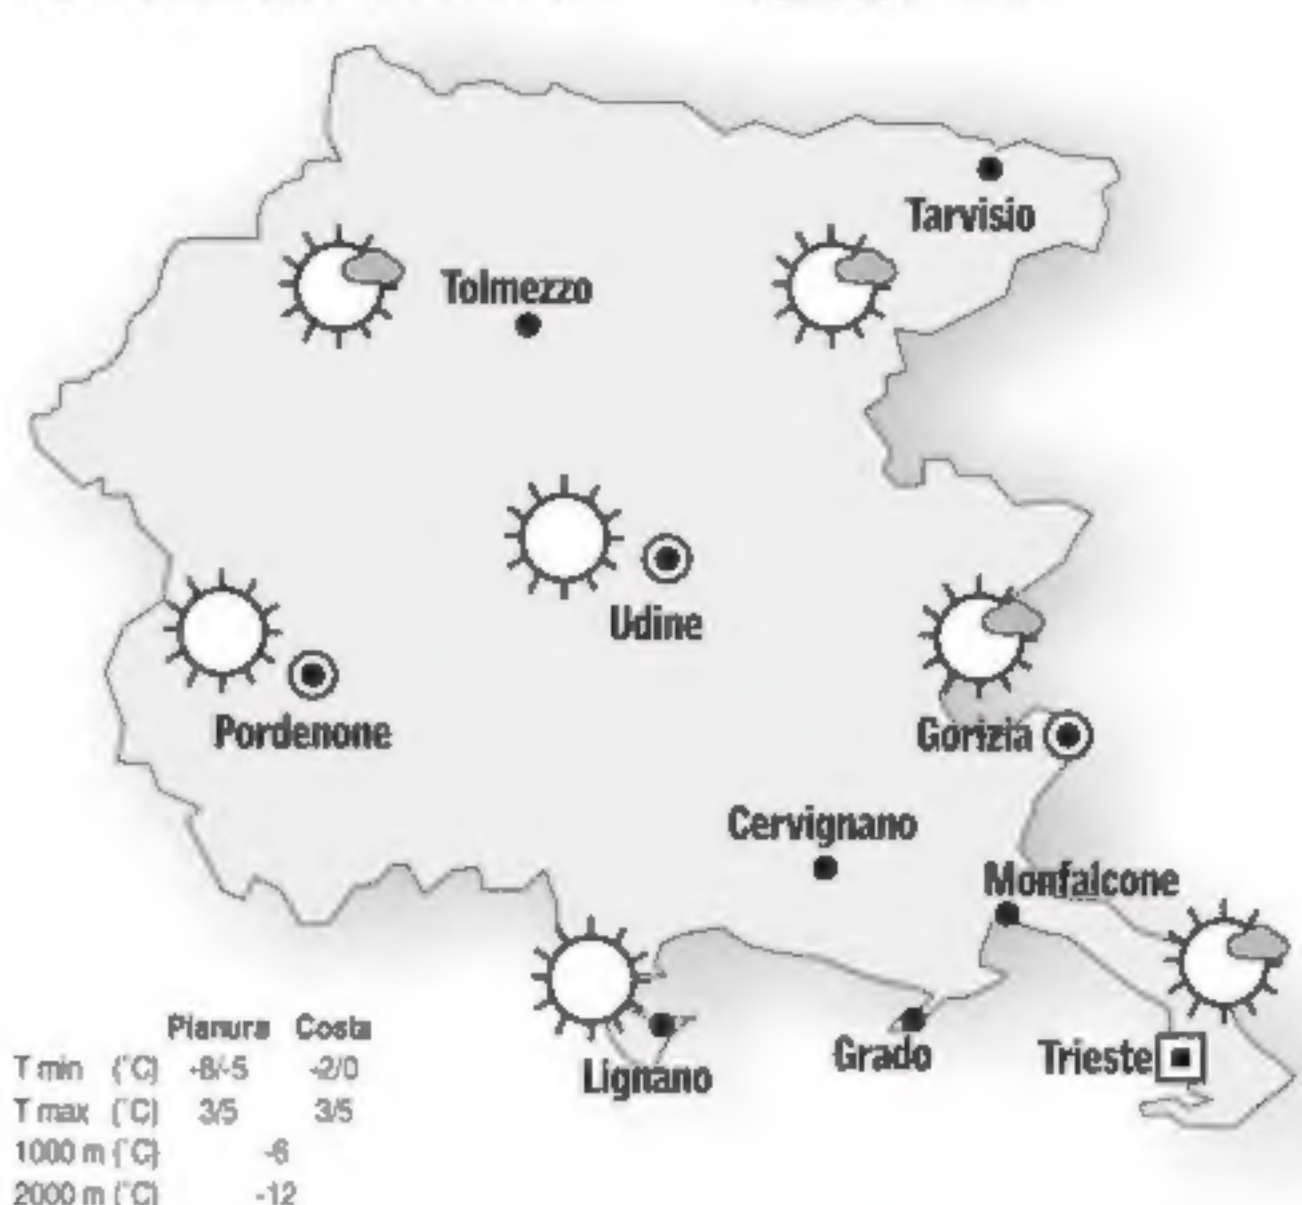 Tarvisio
Tolmezzo
Udine
Pordenone
Gorizia
Cervignano
Monfalcone
Lignano
Grado
Trieste
Pianura Costa
T min (°C) -8/-5 -2/0
T max (°C) 3/5 3/5
1000 m (°C) -6
2000 m (°C) -12